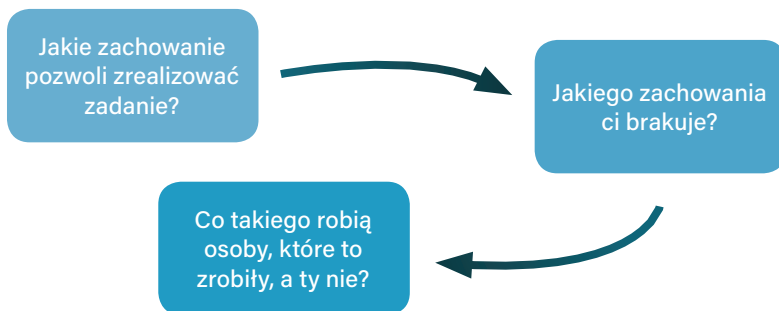 Jakie zachowanie
pozwoli zrealizować
zadanie?
Jakiego zachowania
ci brakuje?
Co takiego robią
osoby, które to
zrobiły, a ty nie?